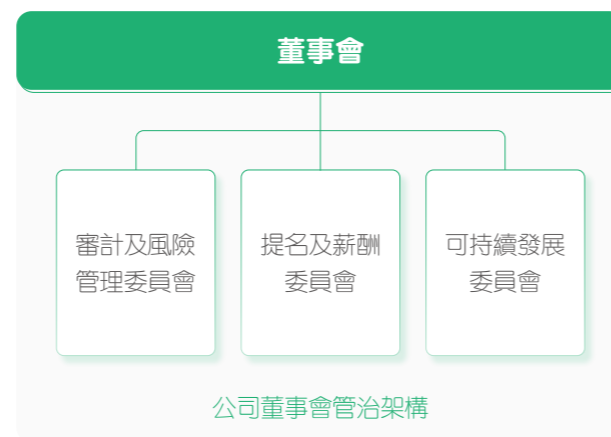 董事會
審計及風險
管理委員會
提名及薪酬
委員會
可持續發展
委員會
公司董事會管治架構